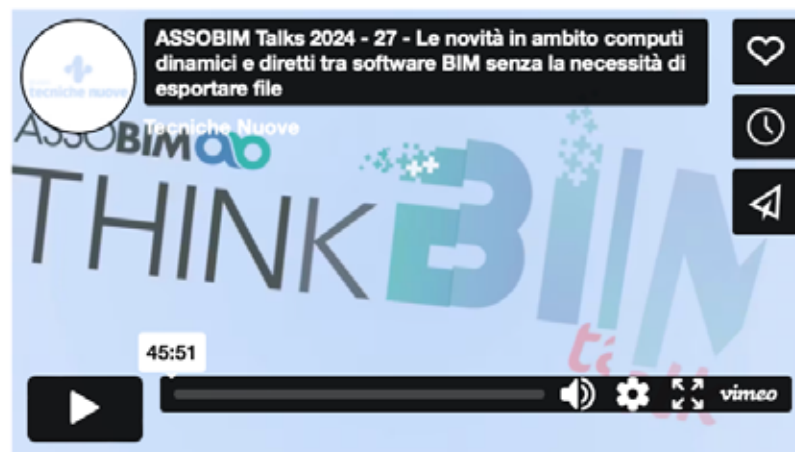 ASSOBIM Talks 2024 - 27 - Le novità in ambito computi
dinamici e diretti tra software BIM senza la necessità di
esportare file
tecniche nuove
Tecniche Nuove
ASSOBIM
THINKBIM
talk
45:51
vimeo